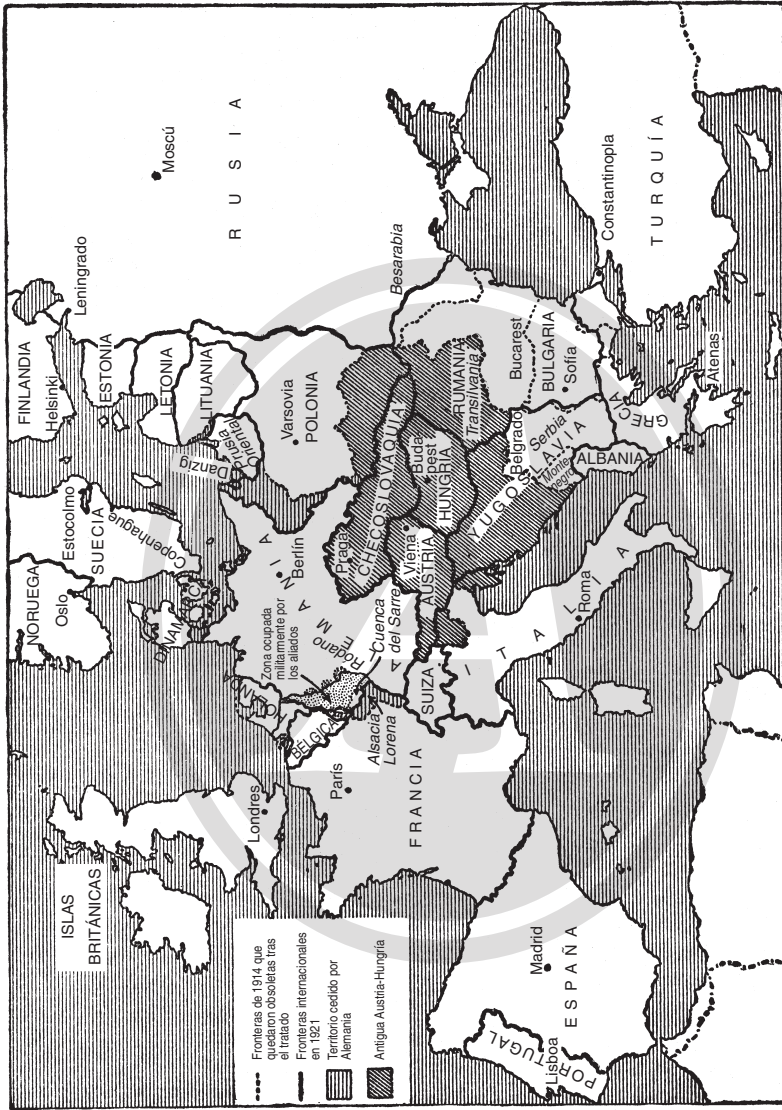 ISLAS
BRITÁNICAS
Londres
NORUEGA
Oslo
Estocolmo
SUECIA
Copenhague
DINAMARCA
FINLANDIA
Helsinki
Leningrado
ESTONIA
LETONIA
LITUANIA
Prusia
Oriental
Danzig
Moscú
RUSIA
HOLANDA
BÉLGICA
Zona ocupada
militarmente por
los aliados
Ródano
Cuenca
del Sarre
Alsacia
Lorena
París
FRANCIA
ALEMANIA
Berlín
Varsovia
POLONIA
Praga
CHECOSLOVAQUIA
Viena
AUSTRIA
Buda-
pest
HUNGRÍA
SUIZA
RUMANIA
Transilvania
Besarabia
Bucarest
BULGARIA
Sofía
Belgrado
Serbia
YUGOSLAVIA
Monte-
negro
ALBANIA
GRECIA
Atenas
Constantinopla
TURQUÍA
ITALIA
Roma
Madrid
ESPAÑA
PORTUGAL
Lisboa
Fronteras de 1914 que
quedaron obsoletas tras
el tratado
Fronteras internacionales
en 1921
Territorio cedido por
Alemania
Antigua Austria-Hungría